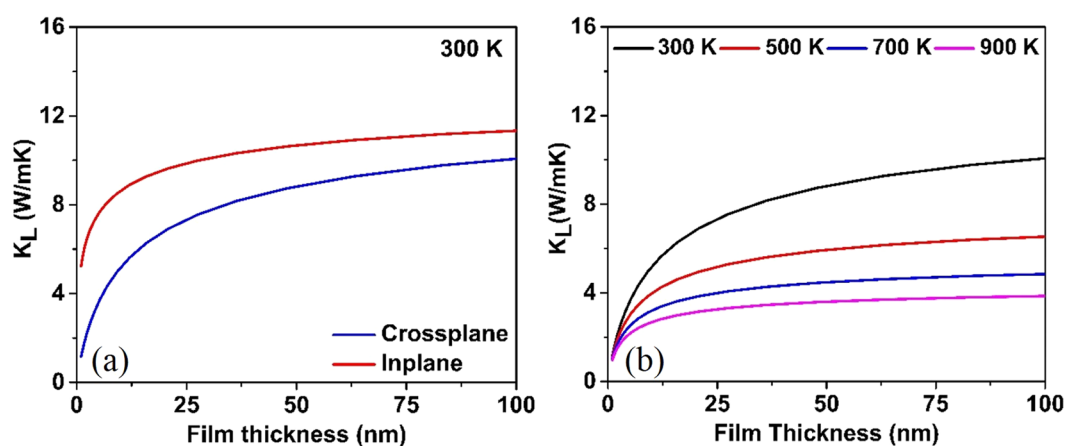 16
12
8
4
0
K_L (W/mK)
300 K
Crossplane
Inplane
(a)
0 25 50 75 100
Film thickness (nm)
16
12
8
4
0
K_L(W/mK)
300 K 500 K 700 K 900 K
(b)
0 25 50 75 100
Film Thickness (nm)